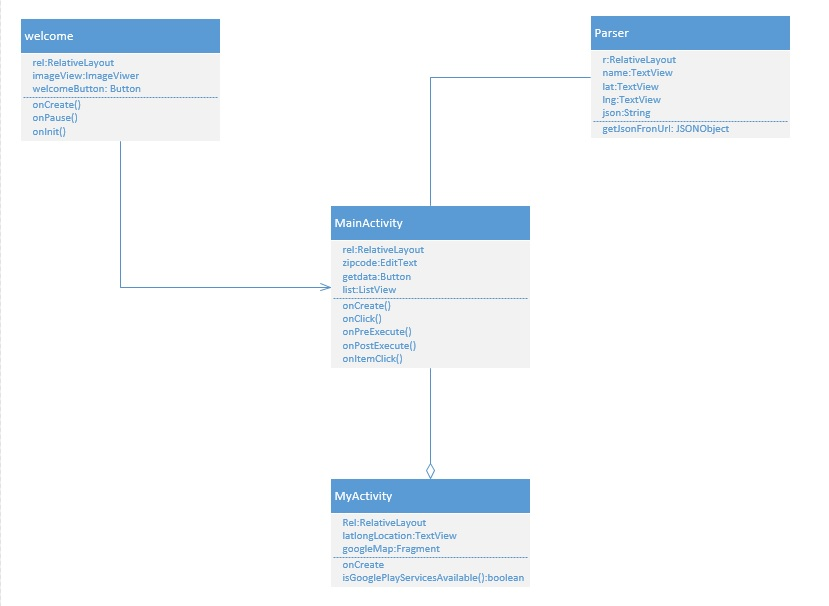 welcome
rel:RelativeLayout
imageView:ImageViwer
welcomeButton: Button
onCreate()
onPause()
onInit()
Parser
r:RelativeLayout
name:TextView
lat:TextView
lng:TextView
json:String
getJsonFronUrl: JSONObject
MainActivity
rel:RelativeLayout
zipcode:EditText
getdata:Button
list:ListView
onCreate()
onClick()
onPreExecute()
onPostExecute()
onItemClick()
MyActivity
Rel:RelativeLayout
latlongLocation:TextView
googleMap:Fragment
onCreate
isGooglePlayServicesAvailable():boolean